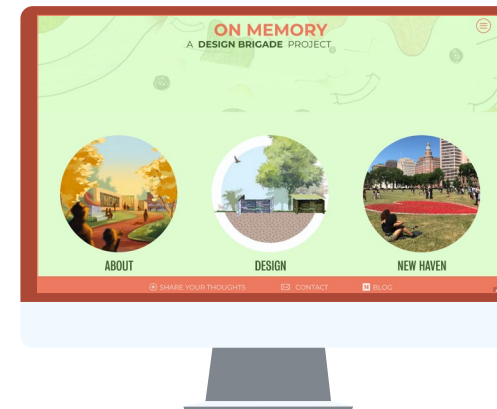 ON MEMORY
A DESIGN BRIGADE PROJECT
ABOUT
DESIGN
NEW HAVEN
SHARE YOUR THOUGHTS
CONTACT
M BLOG